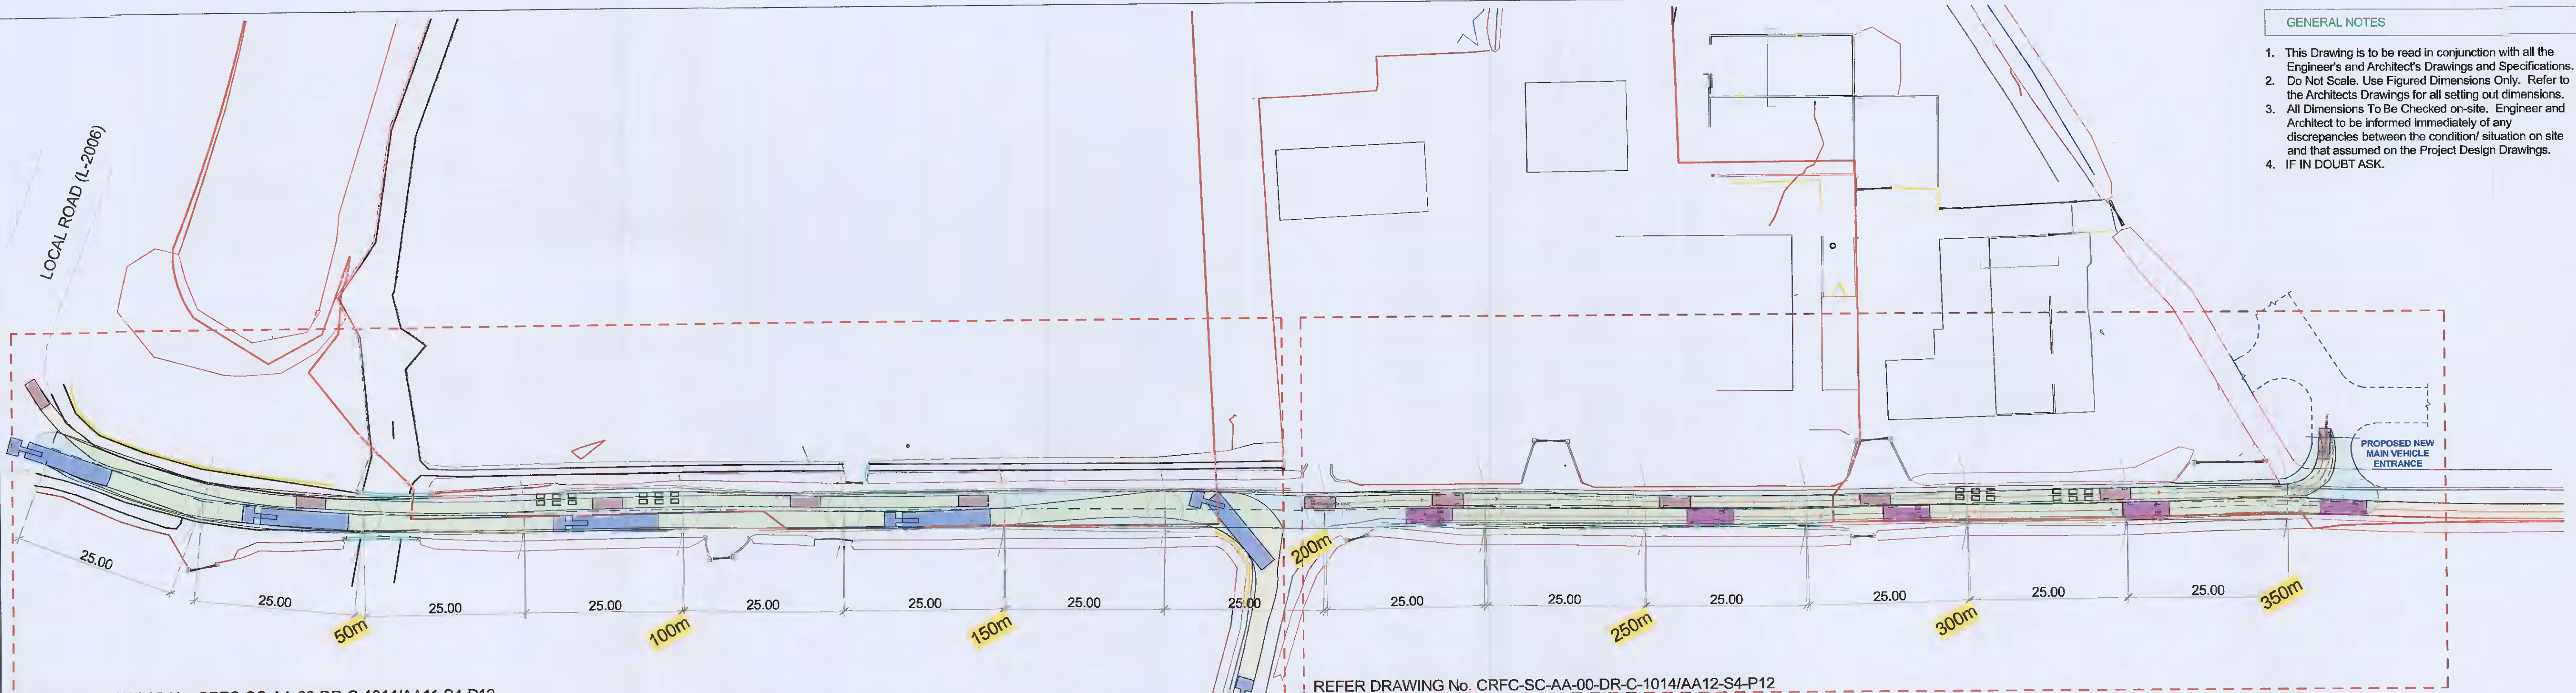 GENERAL NOTES
1. This Drawing is to be read in conjunction with all the
Engineer's and Architect's Drawings and Specifications.
2. Do Not Scale. Use Figured Dimensions Only. Refer to
the Architects Drawings for all setting out dimensions.
3. All Dimensions To Be Checked on-site. Engineer and
Architect to be informed immediately of any
discrepancies between the condition/ situation on site
and that assumed on the Project Design Drawings.
4. IF IN DOUBT ASK.
LOCAL ROAD (L-2006)
PROPOSED NEW
MAIN VEHICLE
ENTRANCE
25.00
25.00
25.00
25.00
25.00
25.00
25.00
25.00
25.00
25.00
25.00
25.00
25.00
25.00
50m
100m
150m
200m
250m
300m
350m
REFER DRAWING No. CRFC-SC-AA-00-DR-C-1014/AA12-S4-P12